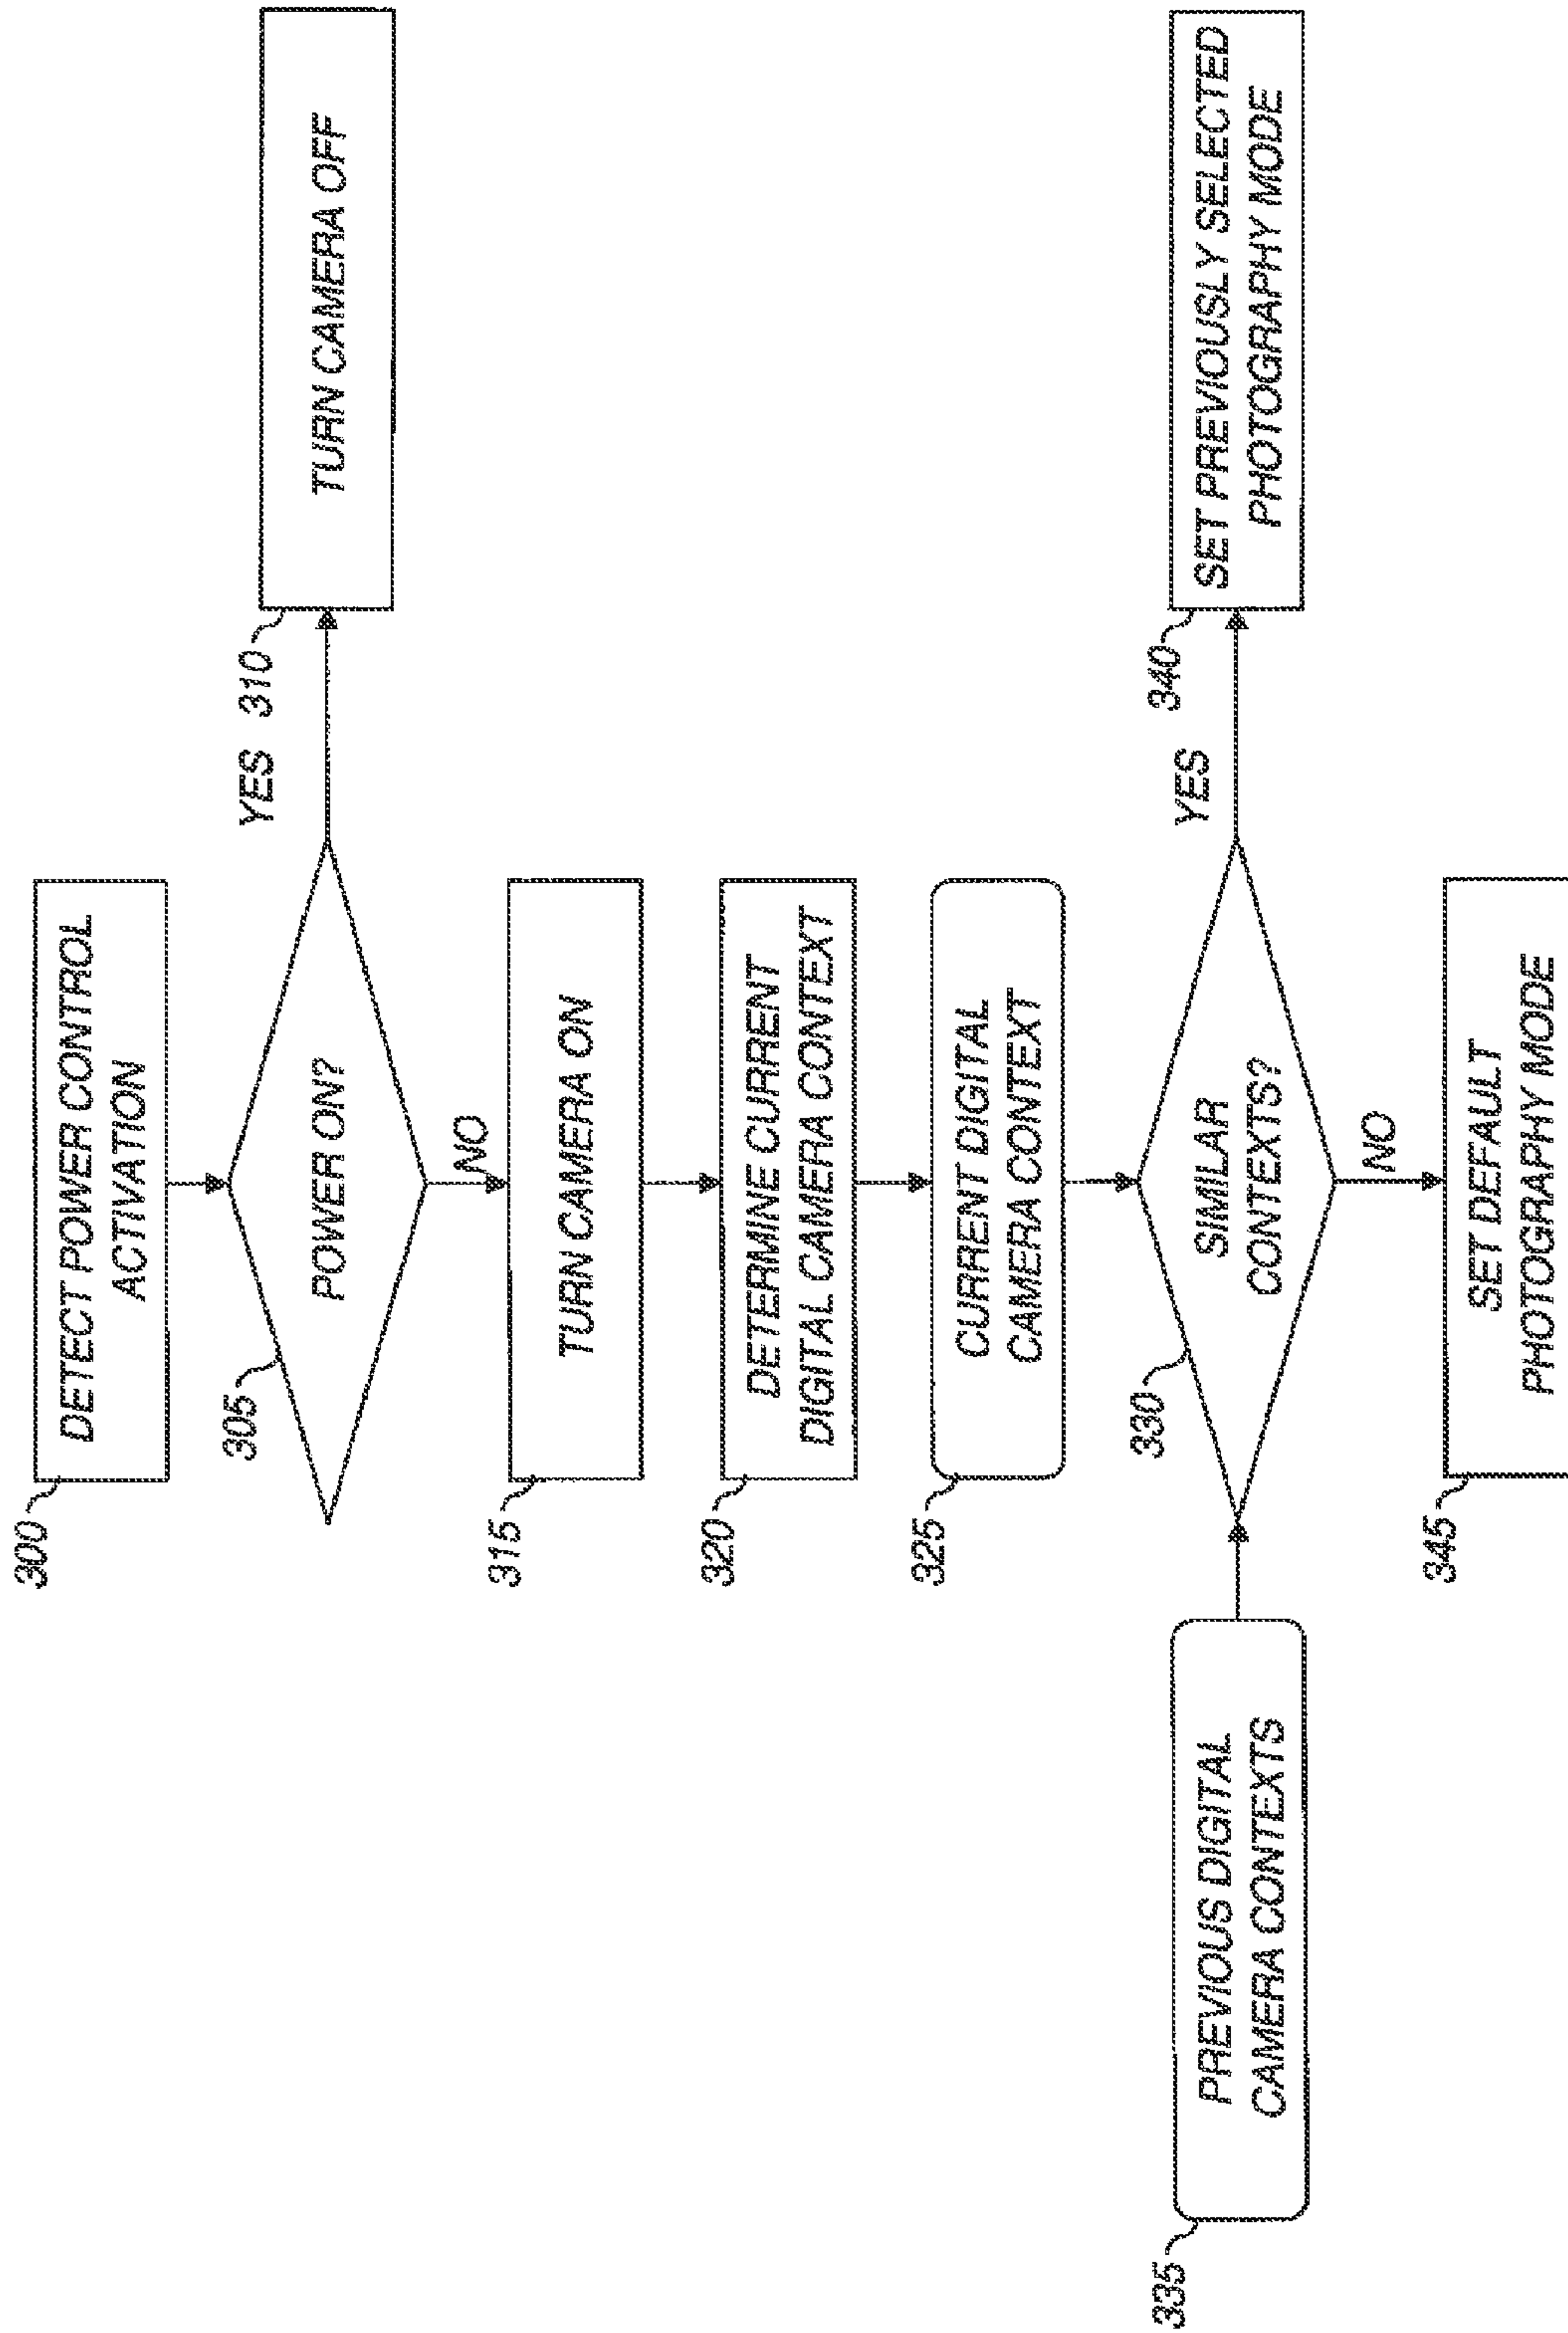 300
DETECT POWER CONTROL
ACTIVATION
305
POWER ON?
YES
310
TURN CAMERA OFF
NO
315
TURN CAMERA ON
320
DETERMINE CURRENT
DIGITAL CAMERA CONTEXT
325
CURRENT DIGITAL
CAMERA CONTEXT
335
PREVIOUS DIGITAL
CAMERA CONTEXTS
330
SIMILAR
CONTEXTS?
YES
340
SET PREVIOUSLY SELECTED
PHOTOGRAPHY MODE
NO
345
SET DEFAULT
PHOTOGRAPHY MODE